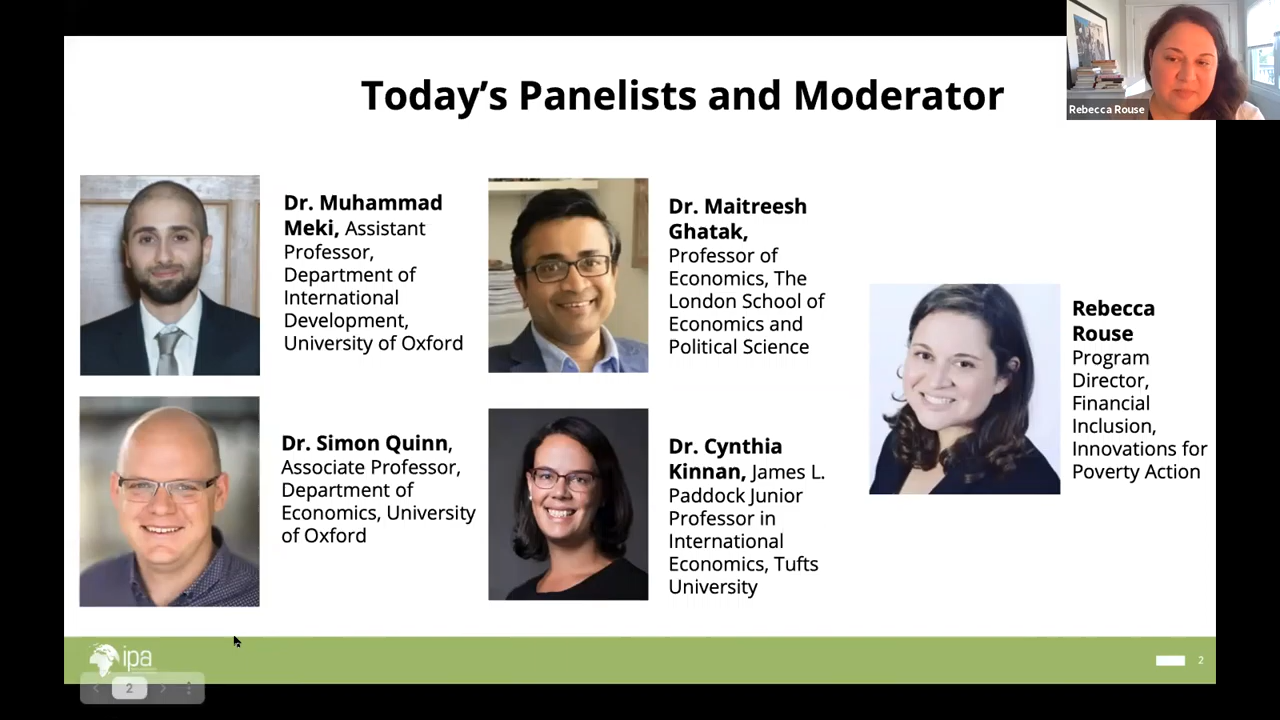 Today's Panelists and Moderator
Rebecca Rouse
Dr. Muhammad
Meki, Assistant
Professor,
Department of
International
Development,
University of Oxford
Dr. Maitreesh
Ghatak,
Professor of
Economics, The
London School of
Economics and
Political Science
Rebecca
Rouse
Program
Director,
Financial
Inclusion,
Innovations for
Poverty Action
Dr. Simon Quinn,
Associate Professor,
Department of
Economics, University
of Oxford
Dr. Cynthia
Kinnan, James L.
Paddock Junior
Professor in
International
Economics, Tufts
University
ipa
2
2